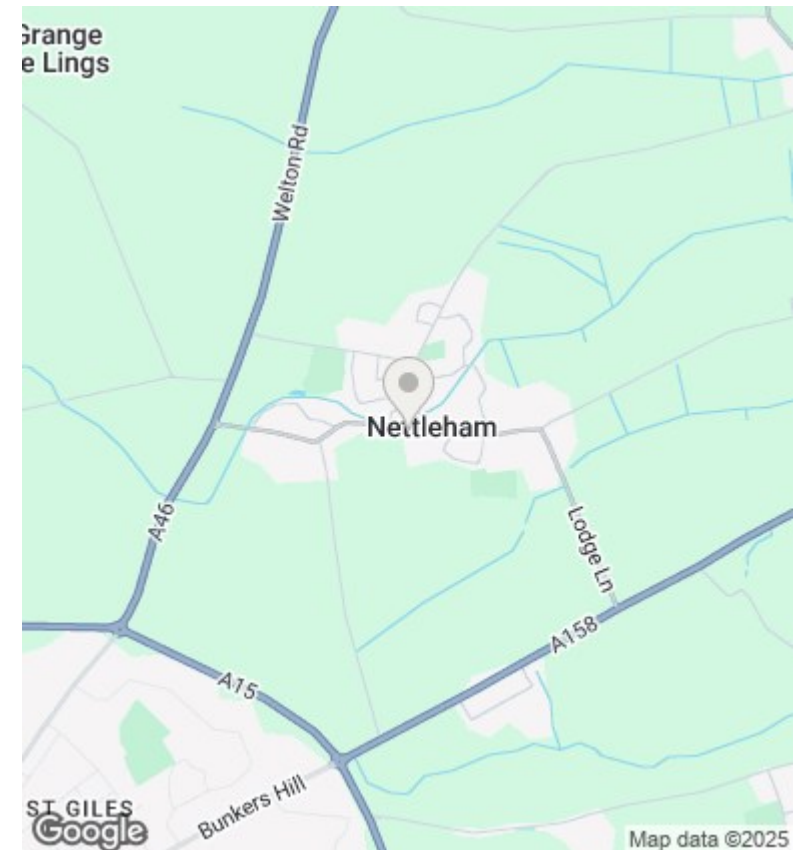 Grange
e Lings
Welton Rd
Nettleham
A46
Lodge Ln
A158
A15
ST GILES
Bunkers Hill
Google
Map data ©2025